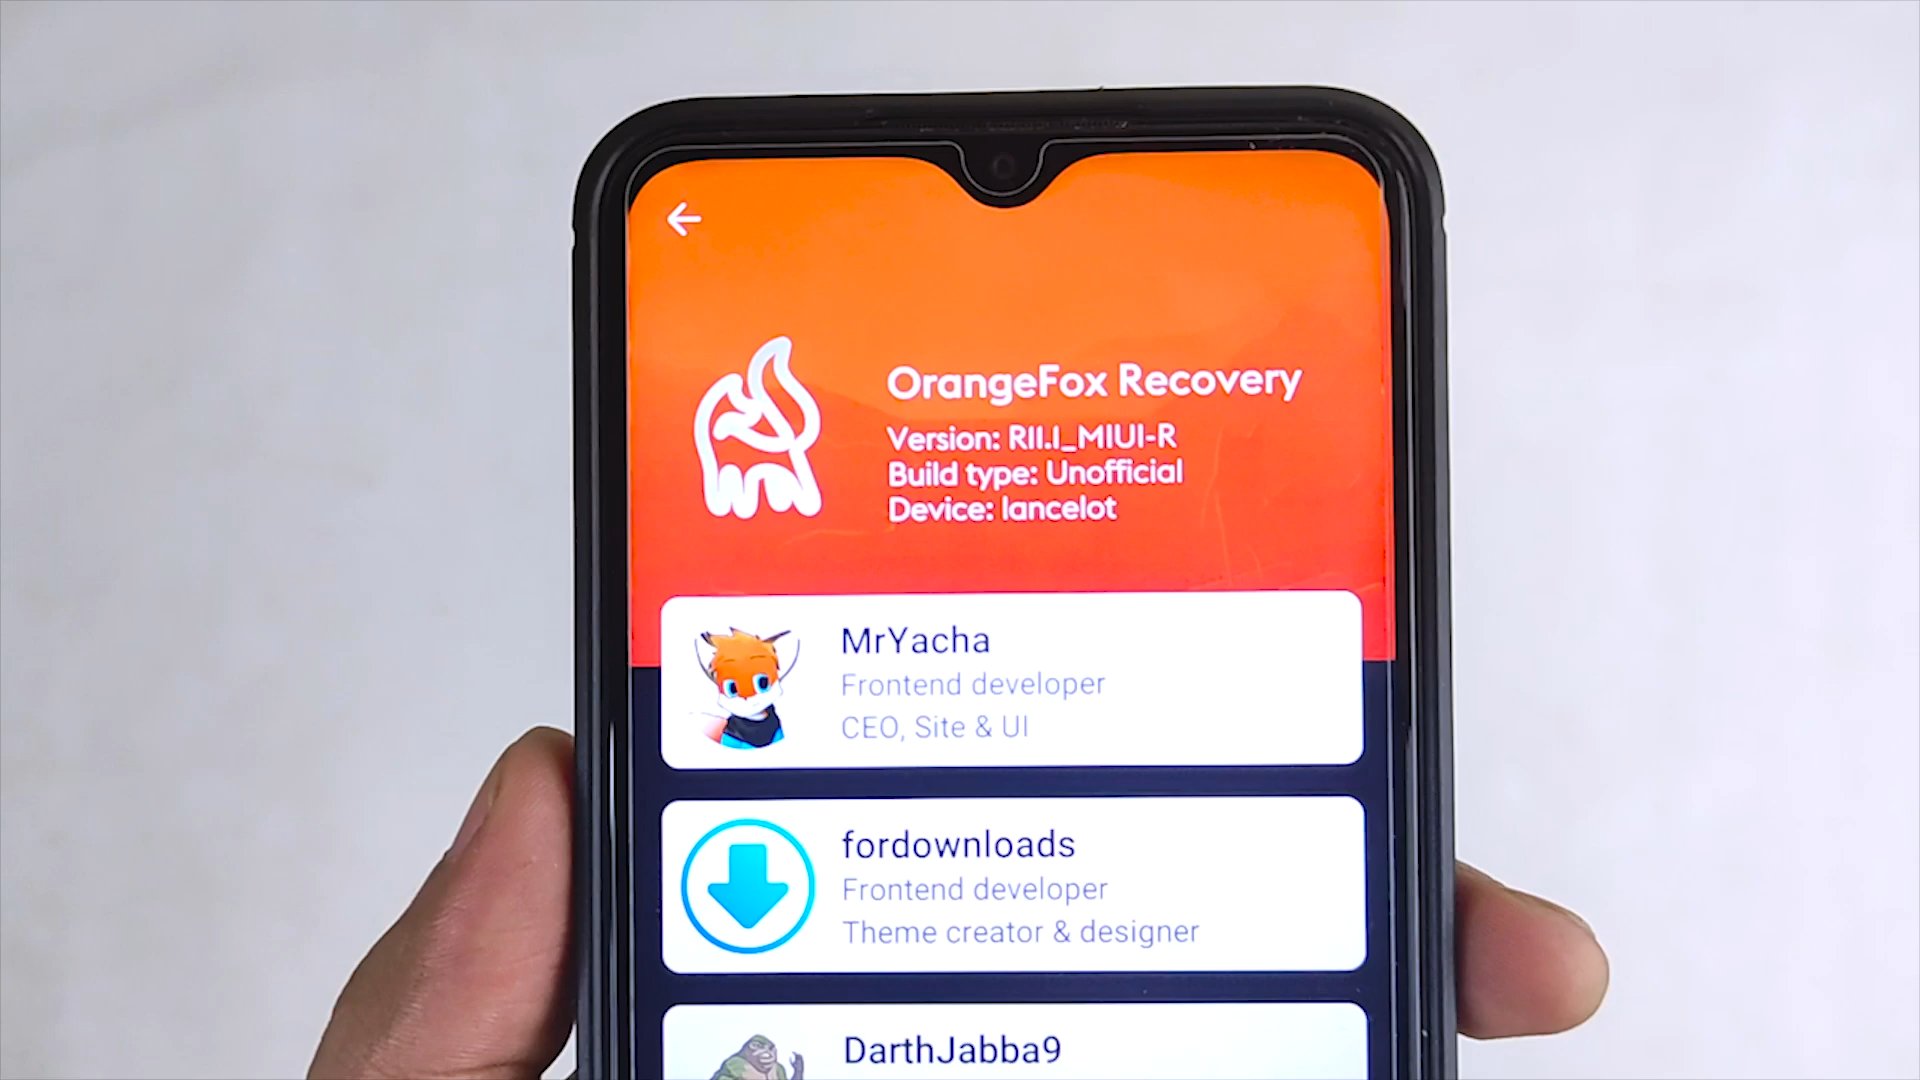 OrangeFox Recovery
Version: R11.1_MIUI-R
Build type: Unofficial
Device: lancelot
MrYacha
Frontend developer
CEO, Site & UI
fordownloads
Frontend developer
Theme creator & designer
DarthJabba9